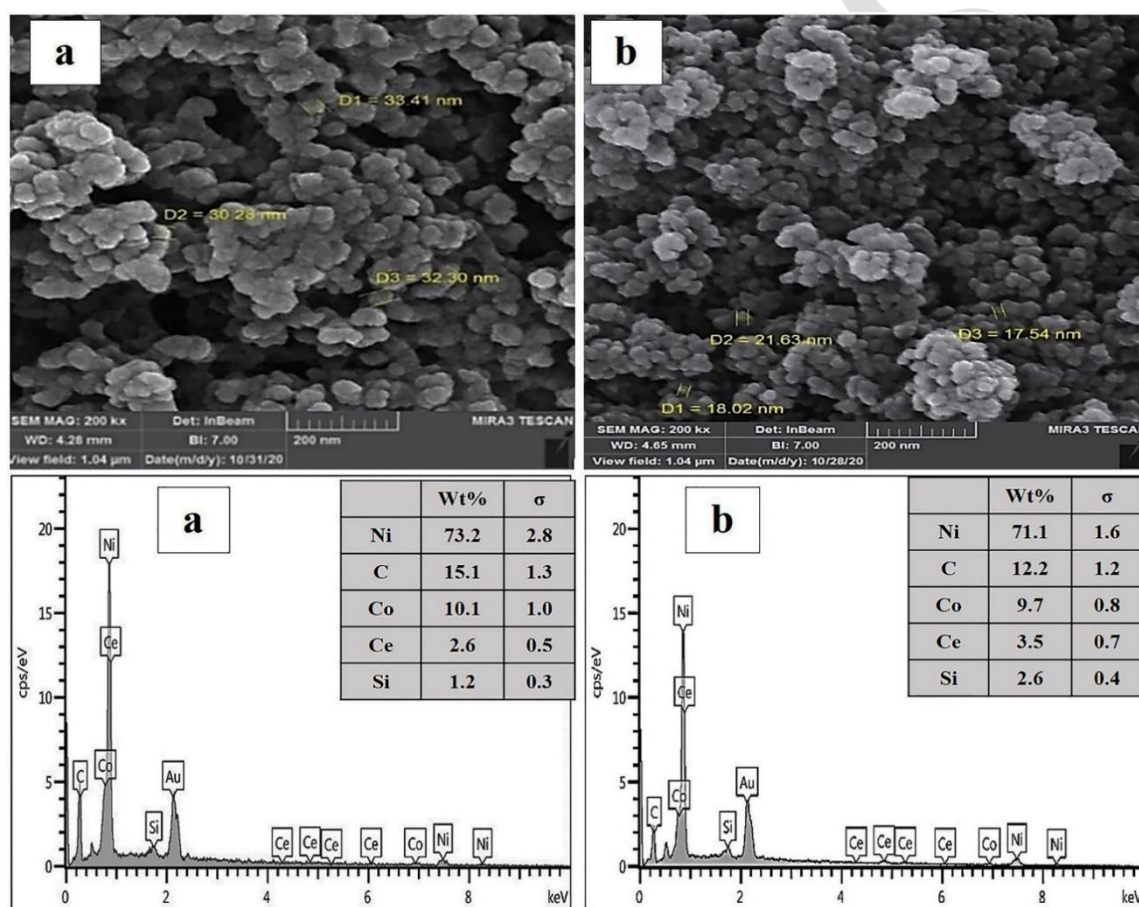 a
D1 = 33.41 nm
D2 = 30.28 nm
D3 = 32.30 nm
SEM MAG: 200 kx Det: InBeam MIRA3 TESCAN
WD: 4.28 mm BI: 7.00 200 nm
View field: 1.04 µm Date(m/d/y): 10/31/20
b
D2 = 21.63 nm
D3 = 17.54 nm
D1 = 18.02 nm
SEM MAG: 200 kx Det: InBeam MIRA3 TESCAN
WD: 4.65 mm BI: 7.00 200 nm
View field: 1.04 µm Date(m/d/y): 10/28/20
a
Wt% σ
Ni 73.2 2.8
C 15.1 1.3
Co 10.1 1.0
Ce 2.6 0.5
Si 1.2 0.3
cps/eV
20
15
10
5
0
Ni
Ce
C Co Si Au Ce Ce Ce Ce Co Ni Ni
0 2 4 6 8 keV
b
Wt% σ
Ni 71.1 1.6
C 12.2 1.2
Co 9.7 0.8
Ce 3.5 0.7
Si 2.6 0.4
cps/eV
20
15
10
5
0
Ni
Ce
C Co Si Au Ce Ce Ce Ce Co Ni Ni
0 2 4 6 8 keV